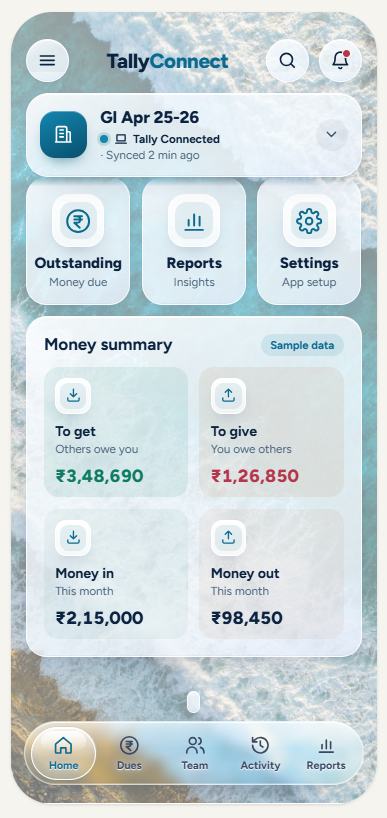 TallyConnect
GI Apr 25-26
Tally Connected
· Synced 2 min ago
Outstanding
Money due
Reports
Insights
Settings
App setup
Money summary
Sample data
To get
Others owe you
₹3,48,690
To give
You owe others
₹1,26,850
Money in
This month
₹2,15,000
Money out
This month
₹98,450
Home
Dues
Team
Activity
Reports